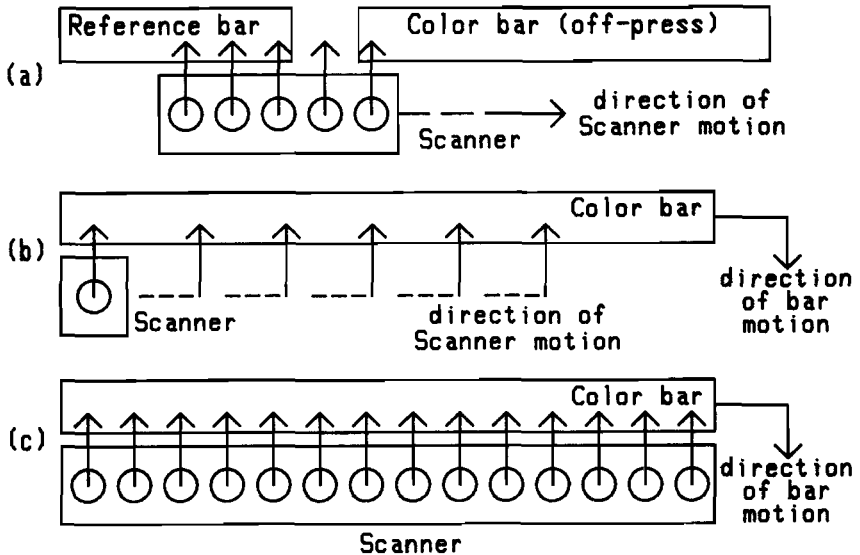 Reference bar
Color bar (off-press)
(a)
Scanner
direction of
Scanner motion
Color bar
(b)
Scanner
direction of
Scanner motion
direction
of bar
motion
Color bar
(c)
direction
of bar
motion
Scanner